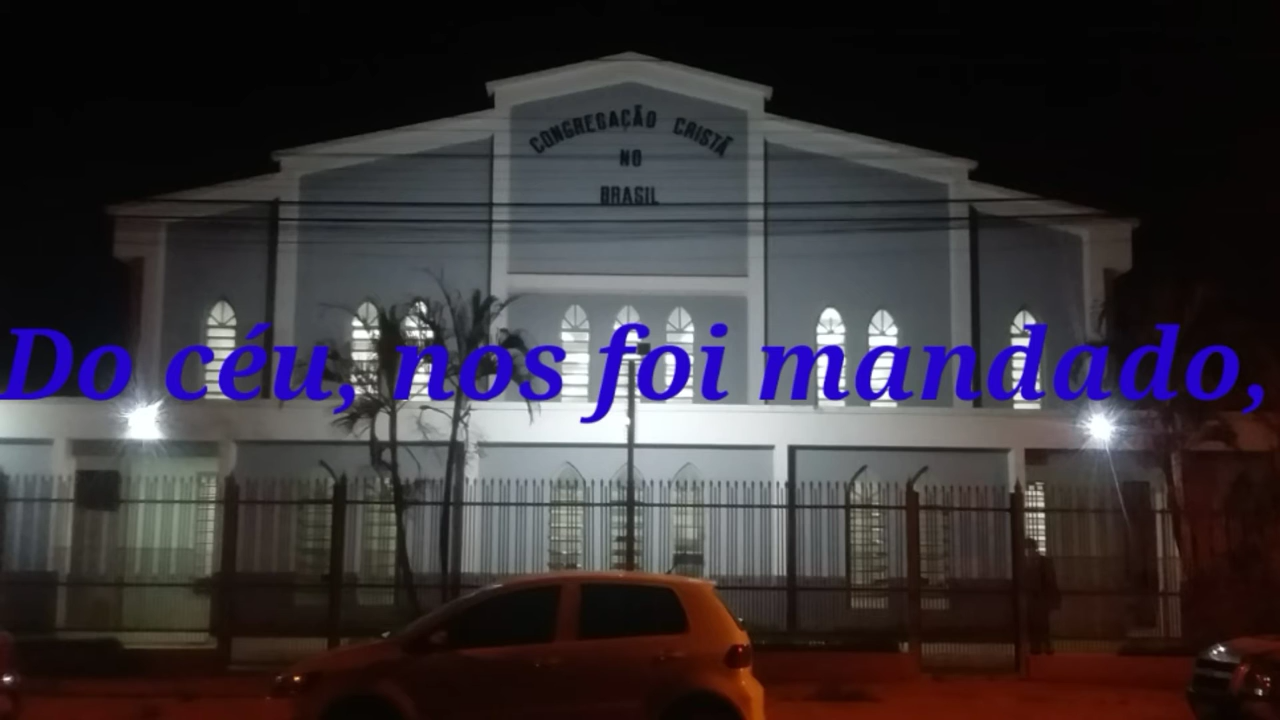 CONGREGAÇÃO CRISTÃ
NO
BRASIL
Do céu, nos foi mandado,